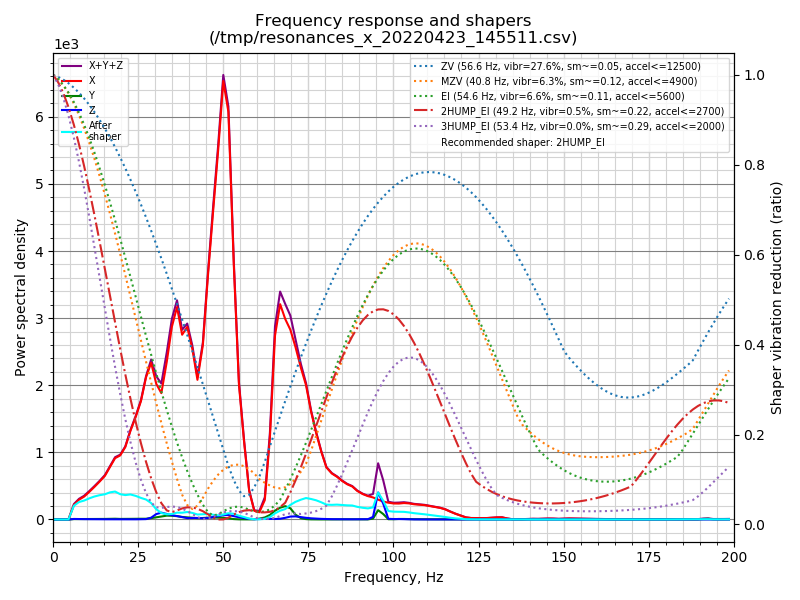 Frequency response and shapers
(/tmp/resonances_x_20220423_145511.csv)
1e3
X+Y+Z
X
Y
Z
After
shaper
ZV (56.6 Hz, vibr=27.6%, sm~=0.05, accel<=12500)
MZV (40.8 Hz, vibr=6.3%, sm~=0.12, accel<=4900)
EI (54.6 Hz, vibr=6.6%, sm~=0.11, accel<=5600)
2HUMP_EI (49.2 Hz, vibr=0.5%, sm~=0.22, accel<=2700)
3HUMP_EI (53.4 Hz, vibr=0.0%, sm~=0.29, accel<=2000)
Recommended shaper: 2HUMP_EI
Power spectral density
6
5
4
3
2
1
0
1.0
0.8
0.6
0.4
0.2
0.0
Shaper vibration reduction (ratio)
0 25 50 75 100 125 150 175 200
Frequency, Hz